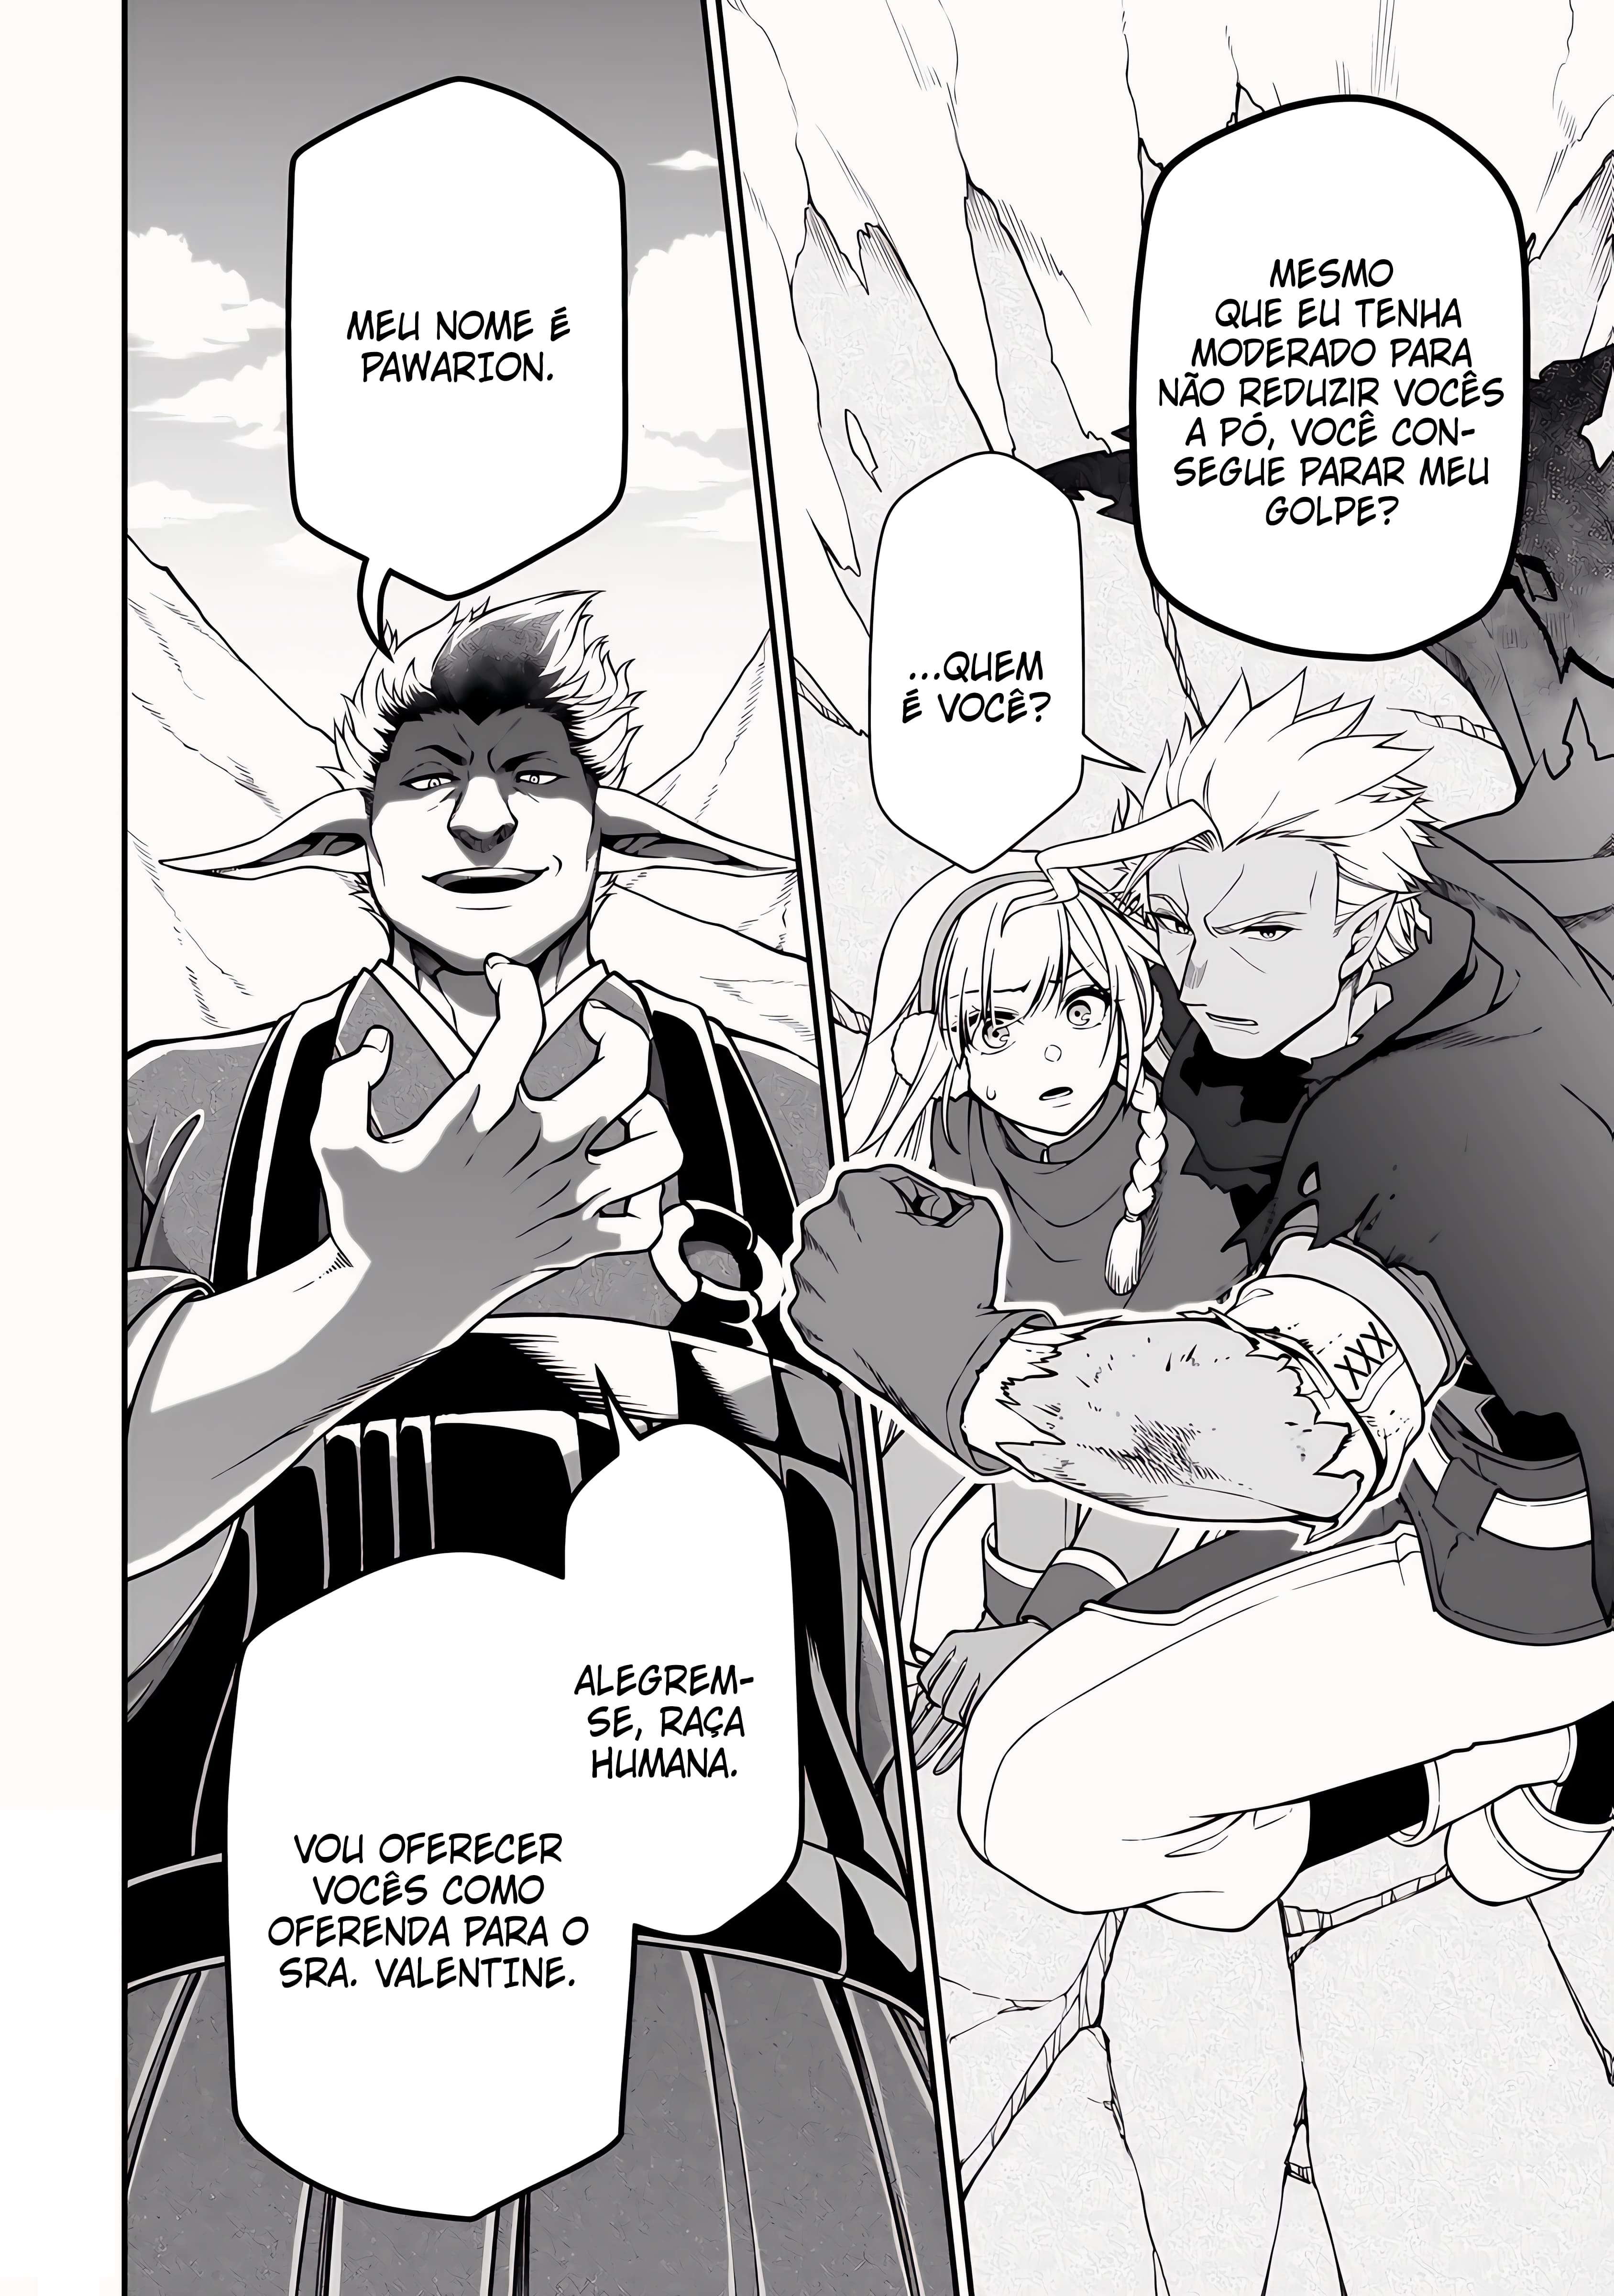 MESMO
QUE EU TENHA
MODERADO PARA
NÃO REDUZIR VOCÊS
A PÓ, VOCÊ CON-
SEGUE PARAR MEU
GOLPE?
...QUEM
É VOCÊ?
MEU NOME É
PAWARION.
ALEGREM-
SE, RAÇA
HUMANA.
VOU OFERECER
VOCÊS COMO
OFERENDA PARA O
SRA. VALENTINE.